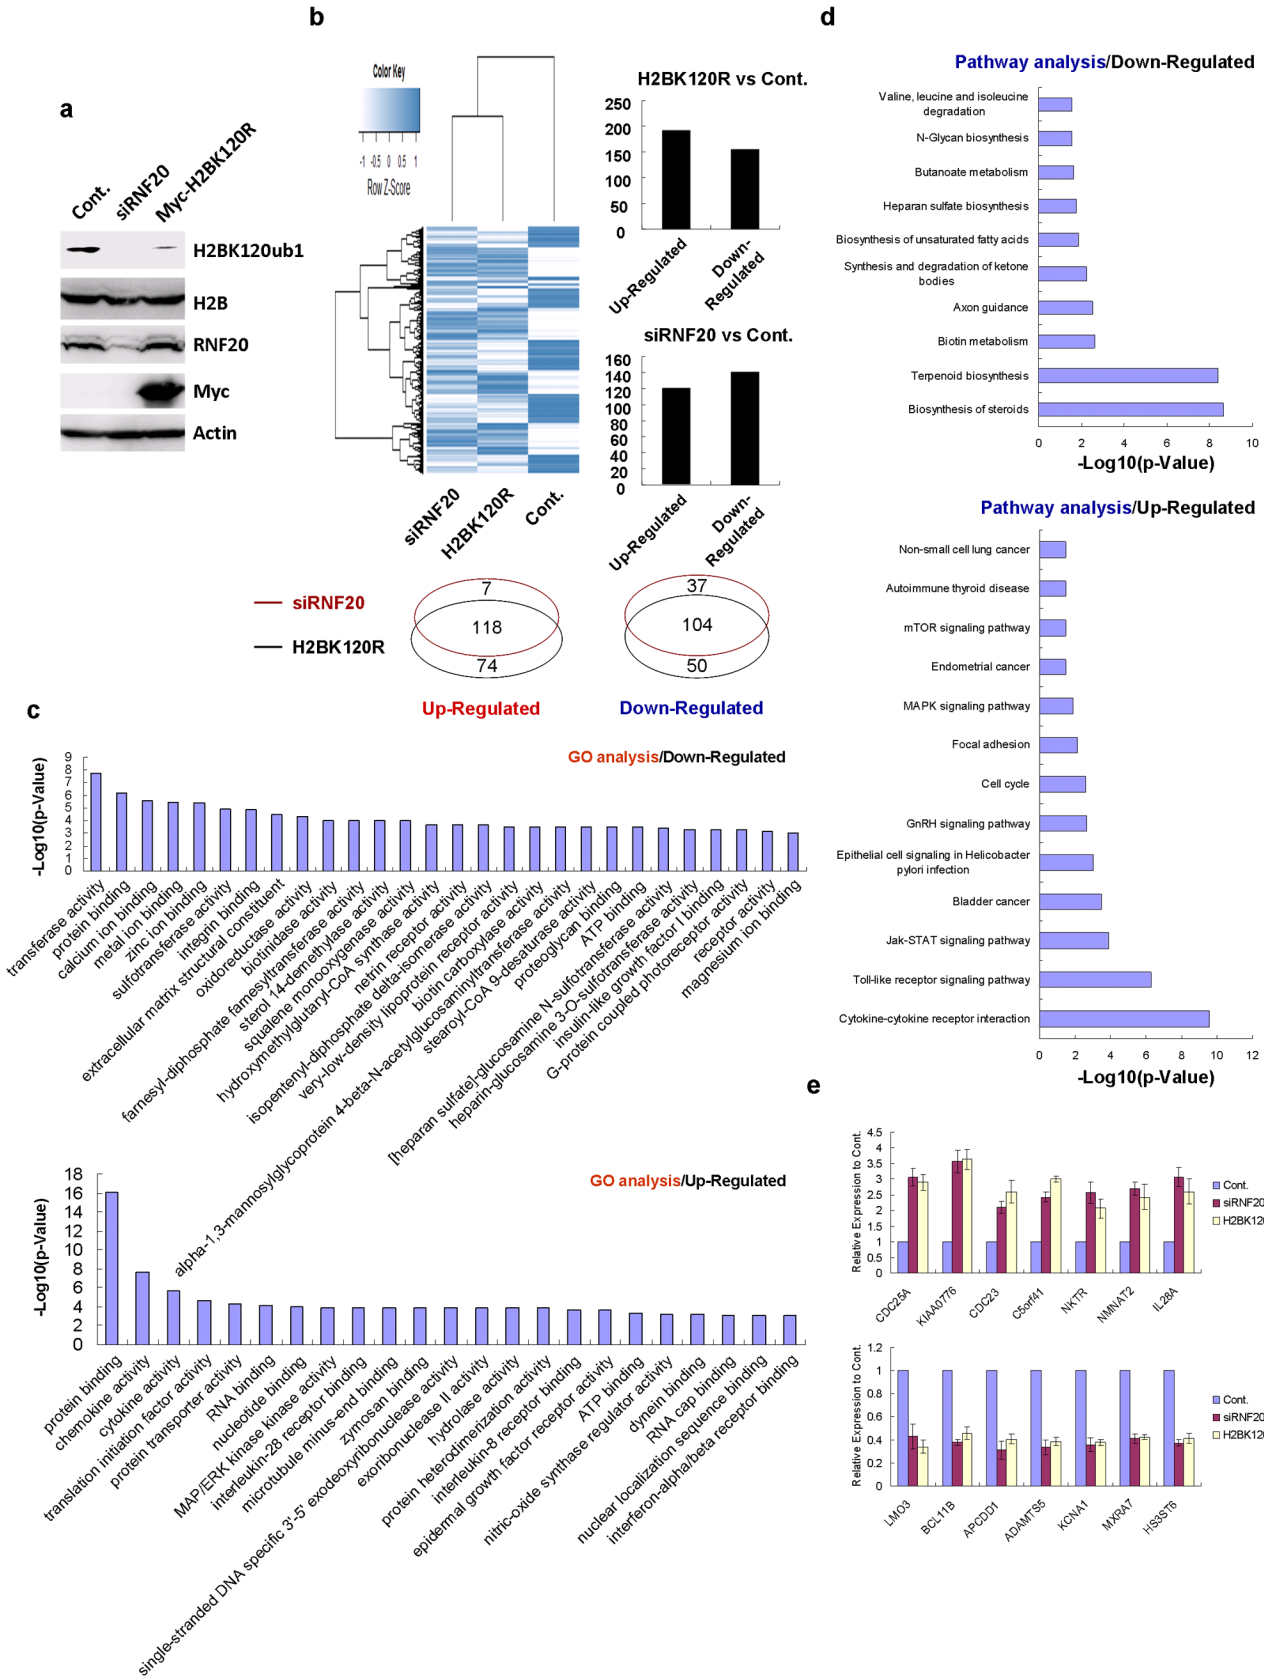 a
Cont.
siRNF20
Myc-H2BK120R
H2BK120ub1
H2B
RNF20
Myc
Actin
b
Color Key
-1 -0.5 0 0.5 1
Row Z-Score
siRNF20
H2BK120R
Cont.
H2BK120R vs Cont.
250
200
150
100
50
0
Up-Regulated
Down-
Regulated
siRNF20 vs Cont.
160
140
120
100
80
60
40
20
0
Up-Regulated
Down-
Regulated
siRNF20
H2BK120R
7
118
74
Up-Regulated
37
104
50
Down-Regulated
c
GO analysis/Down-Regulated
-Log10(p-Value)
9
8
7
6
5
4
3
2
1
0
transferase activity
protein binding
calcium ion binding
metal ion binding
zinc ion binding
sulfotransferase activity
integrin binding
extracellular matrix structural constituent
oxidoreductase activity
biotinidase activity
farnesyl-diphosphate farnesyltransferase activity
sterol 14-demethylase activity
squalene monooxygenase activity
hydroxymethylglutaryl-CoA synthase activity
netrin receptor activity
isopentenyl-diphosphate delta-isomerase activity
very-low-density lipoprotein receptor activity
biotin carboxylase activity
alpha-1,3-mannosylglycoprotein 4-beta-N-acetylglucosaminyltransferase activity
stearoyl-CoA 9-desaturase activity
proteoglycan binding
ATP binding
[heparan sulfate]-glucosamine N-sulfotransferase activity
heparin-glucosamine 3-O-sulfotransferase activity
insulin-like growth factor I binding
G-protein coupled photoreceptor activity
receptor activity
magnesium ion binding
GO analysis/Up-Regulated
-Log10(p-Value)
18
16
14
12
10
8
6
4
2
0
protein binding
chemokine activity
cytokine activity
translation initiation factor activity
protein transporter activity
RNA binding
nucleotide binding
MAP/ERK kinase kinase activity
interleukin-28 receptor binding
microtubule minus-end binding
zymosan binding
single-stranded DNA specific 3'-5' exodeoxyribonuclease activity
exoribonuclease II activity
hydrolase activity
protein heterodimerization activity
interleukin-8 receptor binding
epidermal growth factor receptor activity
ATP binding
nitric-oxide synthase regulator activity
dynein binding
RNA cap binding
nuclear localization sequence binding
interferon-alpha/beta receptor binding
d
Pathway analysis/Down-Regulated
Valine, leucine and isoleucine
degradation
N-Glycan biosynthesis
Butanoate metabolism
Heparan sulfate biosynthesis
Biosynthesis of unsaturated fatty acids
Synthesis and degradation of ketone
bodies
Axon guidance
Biotin metabolism
Terpenoid biosynthesis
Biosynthesis of steroids
0 2 4 6 8 10
-Log10(p-Value)
Pathway analysis/Up-Regulated
Non-small cell lung cancer
Autoimmune thyroid disease
mTOR signaling pathway
Endometrial cancer
MAPK signaling pathway
Focal adhesion
Cell cycle
GnRH signaling pathway
Epithelial cell signaling in Helicobacter
pylori infection
Bladder cancer
Jak-STAT signaling pathway
Toll-like receptor signaling pathway
Cytokine-cytokine receptor interaction
0 2 4 6 8 10 12
-Log10(p-Value)
e
Relative Expression to Cont.
4.5
4
3.5
3
2.5
2
1.5
1
0.5
0
CDC25A
KIAA0776
CDC23
C5orf41
NKTR
NMNAT2
IL28A
Cont.
siRNF20
H2BK120
Relative Expression to Cont.
1.2
1
0.8
0.6
0.4
0.2
0
LMO3
BCL11B
APCDD1
ADAMTS5
KCNA1
MXRA7
HS3ST6
Cont.
siRNF20
H2BK120